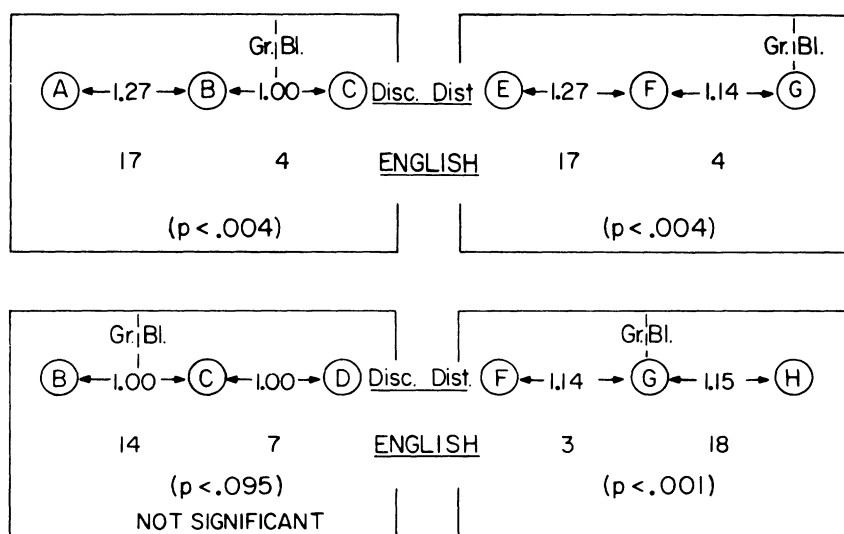 Gr.¦Bl. Gr.¦Bl.
A 1.27 B 1.00 C Disc. Dist E 1.27 F 1.14 G
17 4 ENGLISH 17 4
(p<.004) (p<.004)
Gr.¦Bl. Gr.¦Bl.
B 1.00 C 1.00 D Disc. Dist. F 1.14 G 1.15 H
14 7 ENGLISH 3 18
(p<.095) (p<.001)
NOT SIGNIFICANT